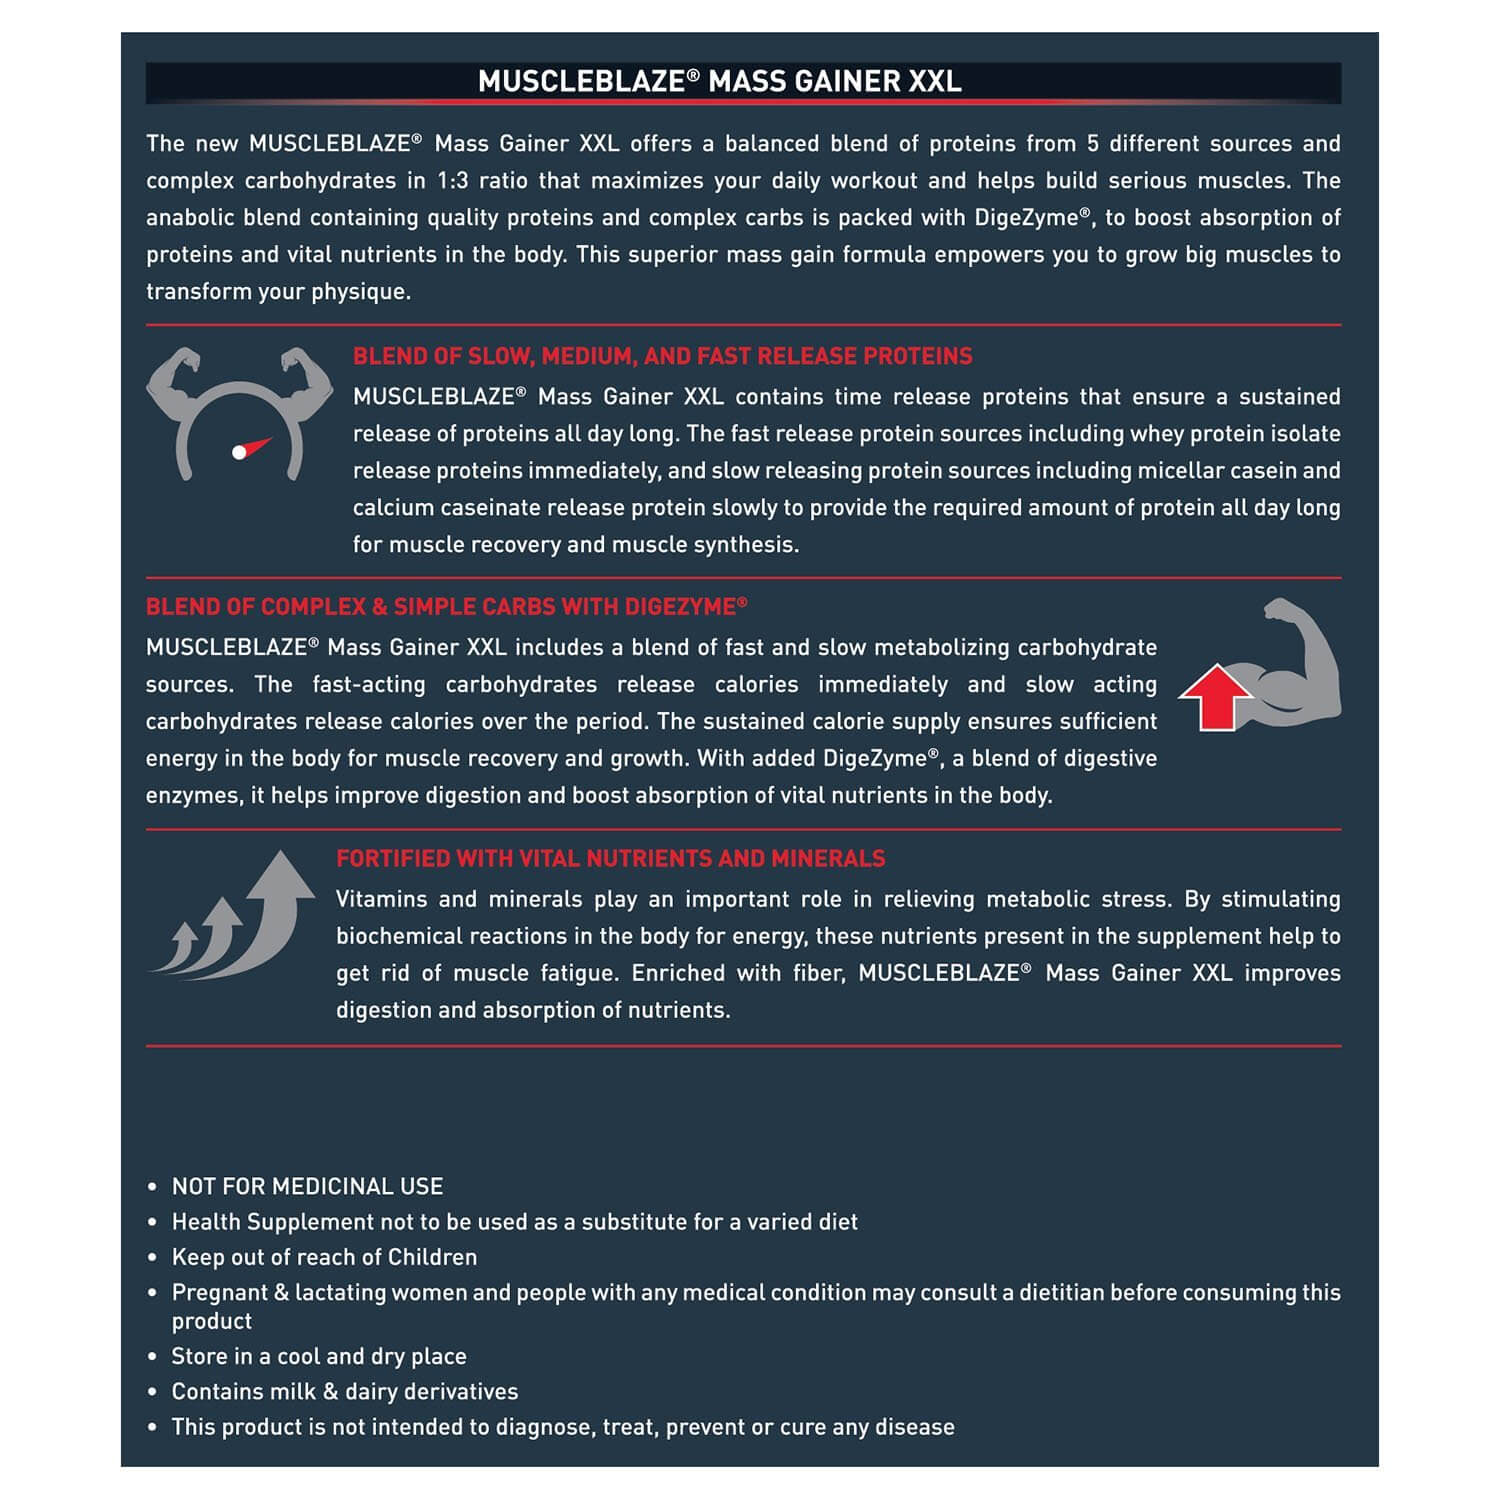 MUSCLEBLAZE® MASS GAINER XXL
The new MUSCLEBLAZE® Mass Gainer XXL offers a balanced blend of proteins from 5 different sources and
complex carbohydrates in 1:3 ratio that maximizes your daily workout and helps build serious muscles. The
anabolic blend containing quality proteins and complex carbs is packed with DigeZyme®, to boost absorption of
proteins and vital nutrients in the body. This superior mass gain formula empowers you to grow big muscles to
transform your physique.
BLEND OF SLOW, MEDIUM, AND FAST RELEASE PROTEINS
MUSCLEBLAZE® Mass Gainer XXL contains time release proteins that ensure a sustained
release of proteins all day long. The fast release protein sources including whey protein isolate
release proteins immediately, and slow releasing protein sources including micellar casein and
calcium caseinate release protein slowly to provide the required amount of protein all day long
for muscle recovery and muscle synthesis.
BLEND OF COMPLEX & SIMPLE CARBS WITH DIGEZYME®
MUSCLEBLAZE® Mass Gainer XXL includes a blend of fast and slow metabolizing carbohydrate
sources. The fast-acting carbohydrates release calories immediately and slow acting
carbohydrates release calories over the period. The sustained calorie supply ensures sufficient
energy in the body for muscle recovery and growth. With added DigeZyme®, a blend of digestive
enzymes, it helps improve digestion and boost absorption of vital nutrients in the body.
FORTIFIED WITH VITAL NUTRIENTS AND MINERALS
Vitamins and minerals play an important role in relieving metabolic stress. By stimulating
biochemical reactions in the body for energy, these nutrients present in the supplement help to
get rid of muscle fatigue. Enriched with fiber, MUSCLEBLAZE® Mass Gainer XXL improves
digestion and absorption of nutrients.
• NOT FOR MEDICINAL USE
• Health Supplement not to be used as a substitute for a varied diet
• Keep out of reach of Children
• Pregnant & lactating women and people with any medical condition may consult a dietitian before consuming this
product
• Store in a cool and dry place
• Contains milk & dairy derivatives
• This product is not intended to diagnose, treat, prevent or cure any disease